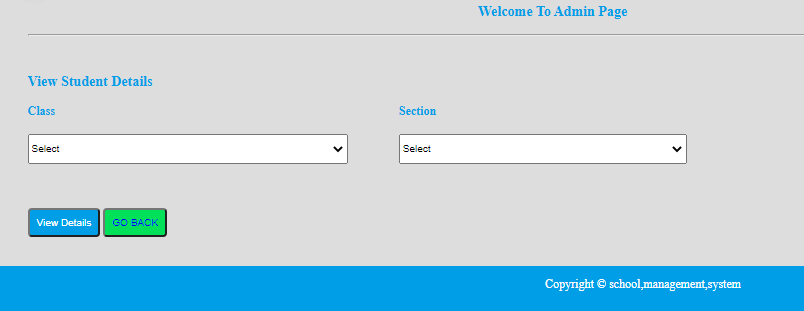 Welcome To Admin Page
View Student Details
Class Section
Select Select
View Details GO BACK
Copyright © school,management,system